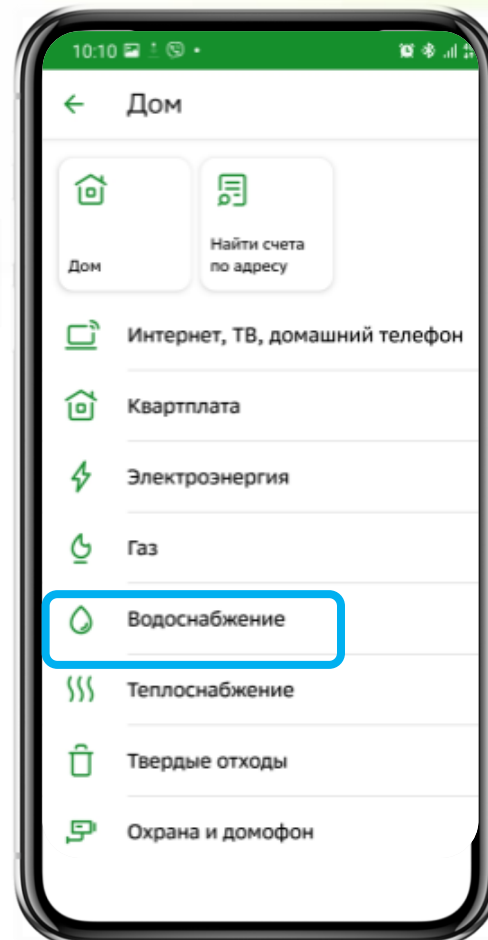 10:10
Дом
Дом
Найти счета
по адресу
Интернет, ТВ, домашний телефон
Квартплата
Электроэнергия
Газ
Водоснабжение
Теплоснабжение
Твердые отходы
Охрана и домофон